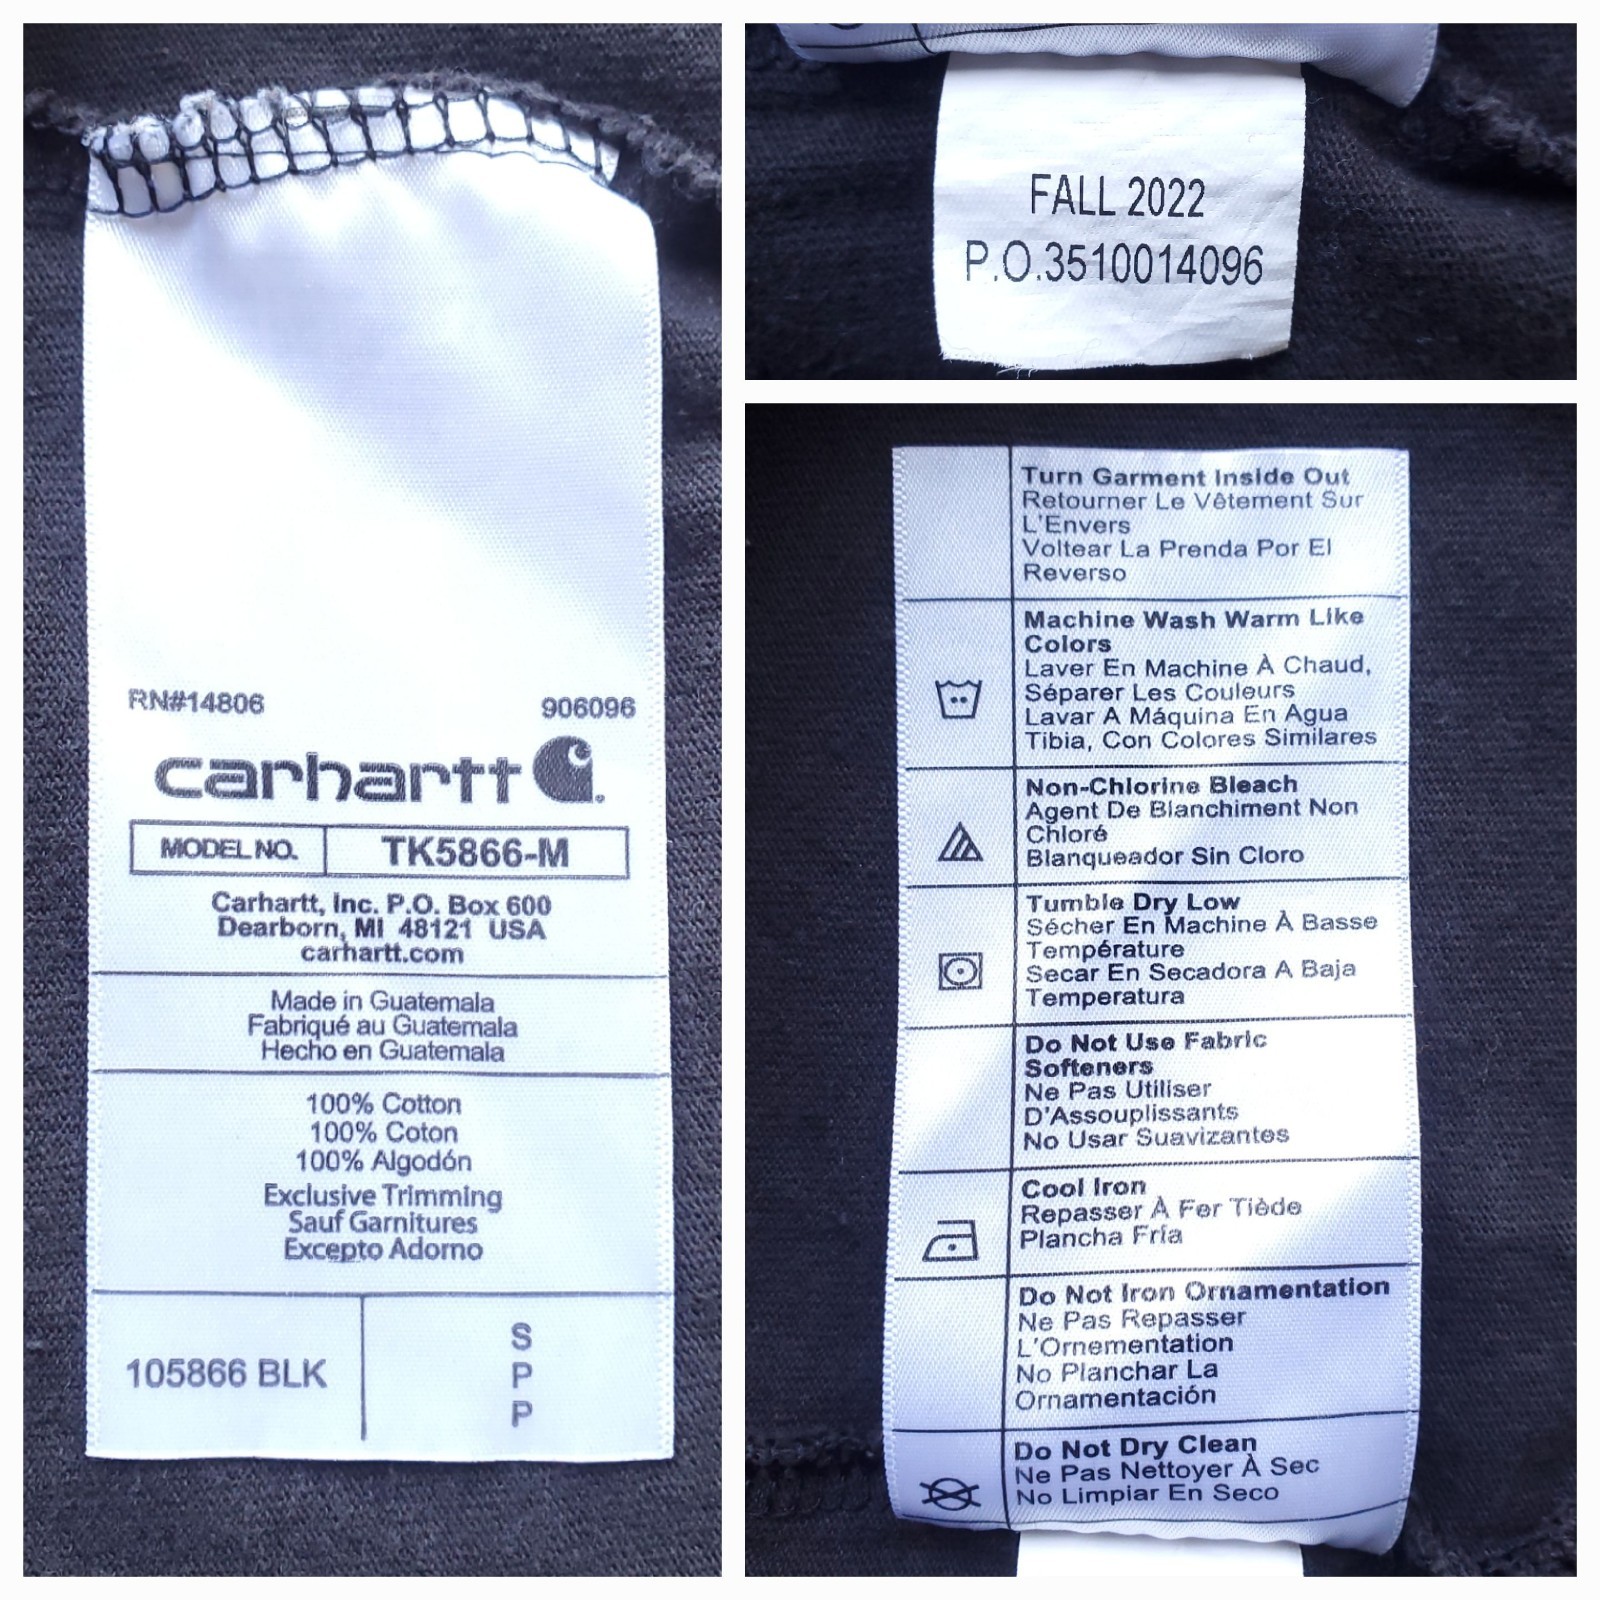 RN#14806 906096
carhartt
MODEL NO. TK5866-M
Carhartt, Inc. P.O. Box 600
Dearborn, MI 48121 USA
carhartt.com
Made in Guatemala
Fabriqué au Guatemala
Hecho en Guatemala
100% Cotton
100% Coton
100% Algodón
Exclusive Trimming
Sauf Garnitures
Excepto Adorno
105866 BLK
S
P
P
FALL 2022
P.O.3510014096
Turn Garment Inside Out
Retourner Le Vêtement Sur
L'Envers
Voltear La Prenda Por El
Reverso
Machine Wash Warm Like
Colors
Laver En Machine À Chaud,
Séparer Les Couleurs
Lavar A Máquina En Agua
Tibia, Con Colores Similares
Non-Chlorine Bleach
Agent De Blanchiment Non
Chloré
Blanqueador Sin Cloro
Tumble Dry Low
Sécher En Machine À Basse
Température
Secar En Secadora A Baja
Temperatura
Do Not Use Fabric
Softeners
Ne Pas Utiliser
D'Assouplissants
No Usar Suavizantes
Cool Iron
Repasser À Fer Tiède
Plancha Fría
Do Not Iron Ornamentation
Ne Pas Repasser
L'Ornementation
No Planchar La
Ornamentación
Do Not Dry Clean
Ne Pas Nettoyer À Sec
No Limpiar En Seco